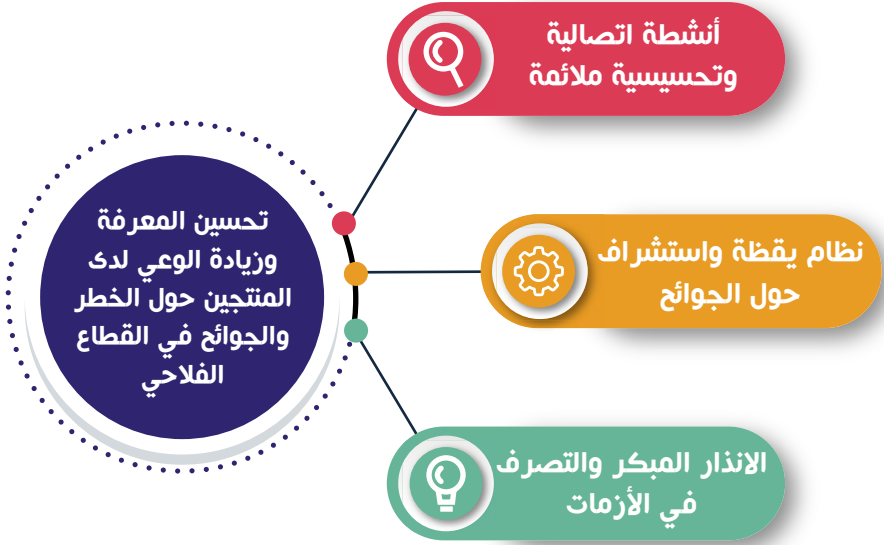 أنشطة اتصالية
وتحسيسية ملائمة
تحسين المعرفة
وزيادة الوعي لدى
المنتجين حول الخطر
والجوائح في القطاع
الفلاحي
نظام يقظة واستشراف
حول الجوائح
الانذار المبكر والتصرف
في الأزمات